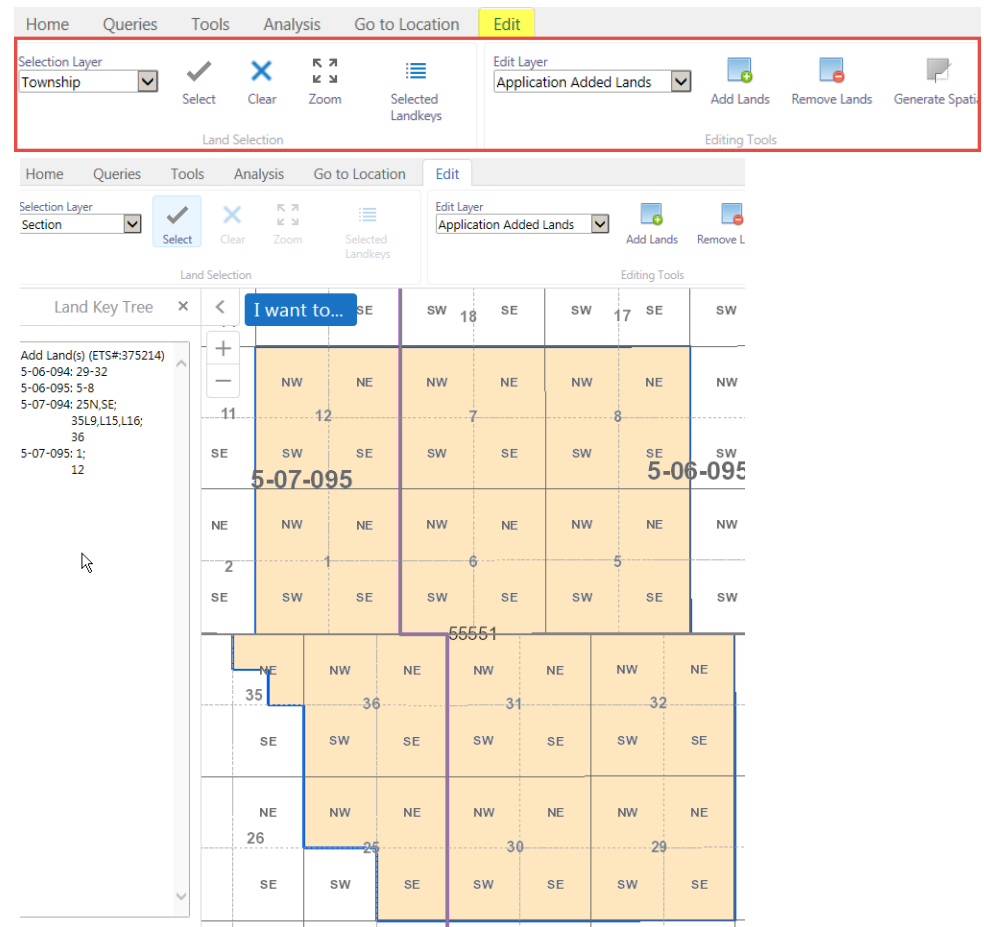 Home Queries Tools Analysis Go to Location Edit
Selection Layer
Township
Select Clear Zoom Selected
Landkeys
Land Selection
Edit Layer
Application Added Lands
Add Lands Remove Lands Generate Spati
Editing Tools
Home Queries Tools Analysis Go to Location Edit
Selection Layer
Section
Select Clear Zoom Selected
Landkeys
Land Selection
Edit Layer
Application Added Lands
Add Lands Remove L
Editing Tools
Land Key Tree
I want to...
Add Land(s) (ETS#:375214)
5-06-094: 29-32
5-06-095: 5-8
5-07-094: 25N,SE;
35L9,L15,L16;
36
5-07-095: 1;
12
SE SW 18 SE SW 17 SE SW
NW NE NW NE NW NE NW
11 12 7 8
SE SW SE SW SE SW SE SW
5-07-095 5-06-095
NE NW NE NW NE NW NE NW
2 1 6 5
SE SW SE SW SE SW SE SW
55551
NE NW NE NW NE NW NE
35 36 31 32
SE SW SE SW SE SW SE
NE NW NE NW NE NW NE
26 25 30 29
SE SW SE SW SE SW SE